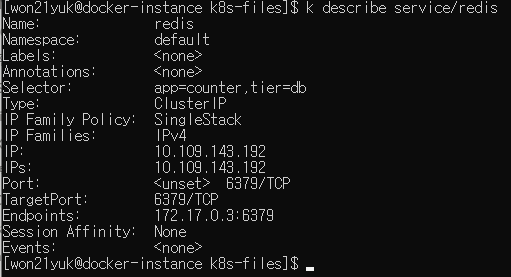 [won21yuk@docker-instance k8s-files]$ k describe service/redis
Name:              redis
Namespace:         default
Labels:            <none>
Annotations:       <none>
Selector:          app=counter,tier=db
Type:              ClusterIP
IP Family Policy:  SingleStack
IP Families:       IPv4
IP:                10.109.143.192
IPs:               10.109.143.192
Port:              <unset>  6379/TCP
TargetPort:        6379/TCP
Endpoints:         172.17.0.3:6379
Session Affinity:  None
Events:            <none>
[won21yuk@docker-instance k8s-files]$